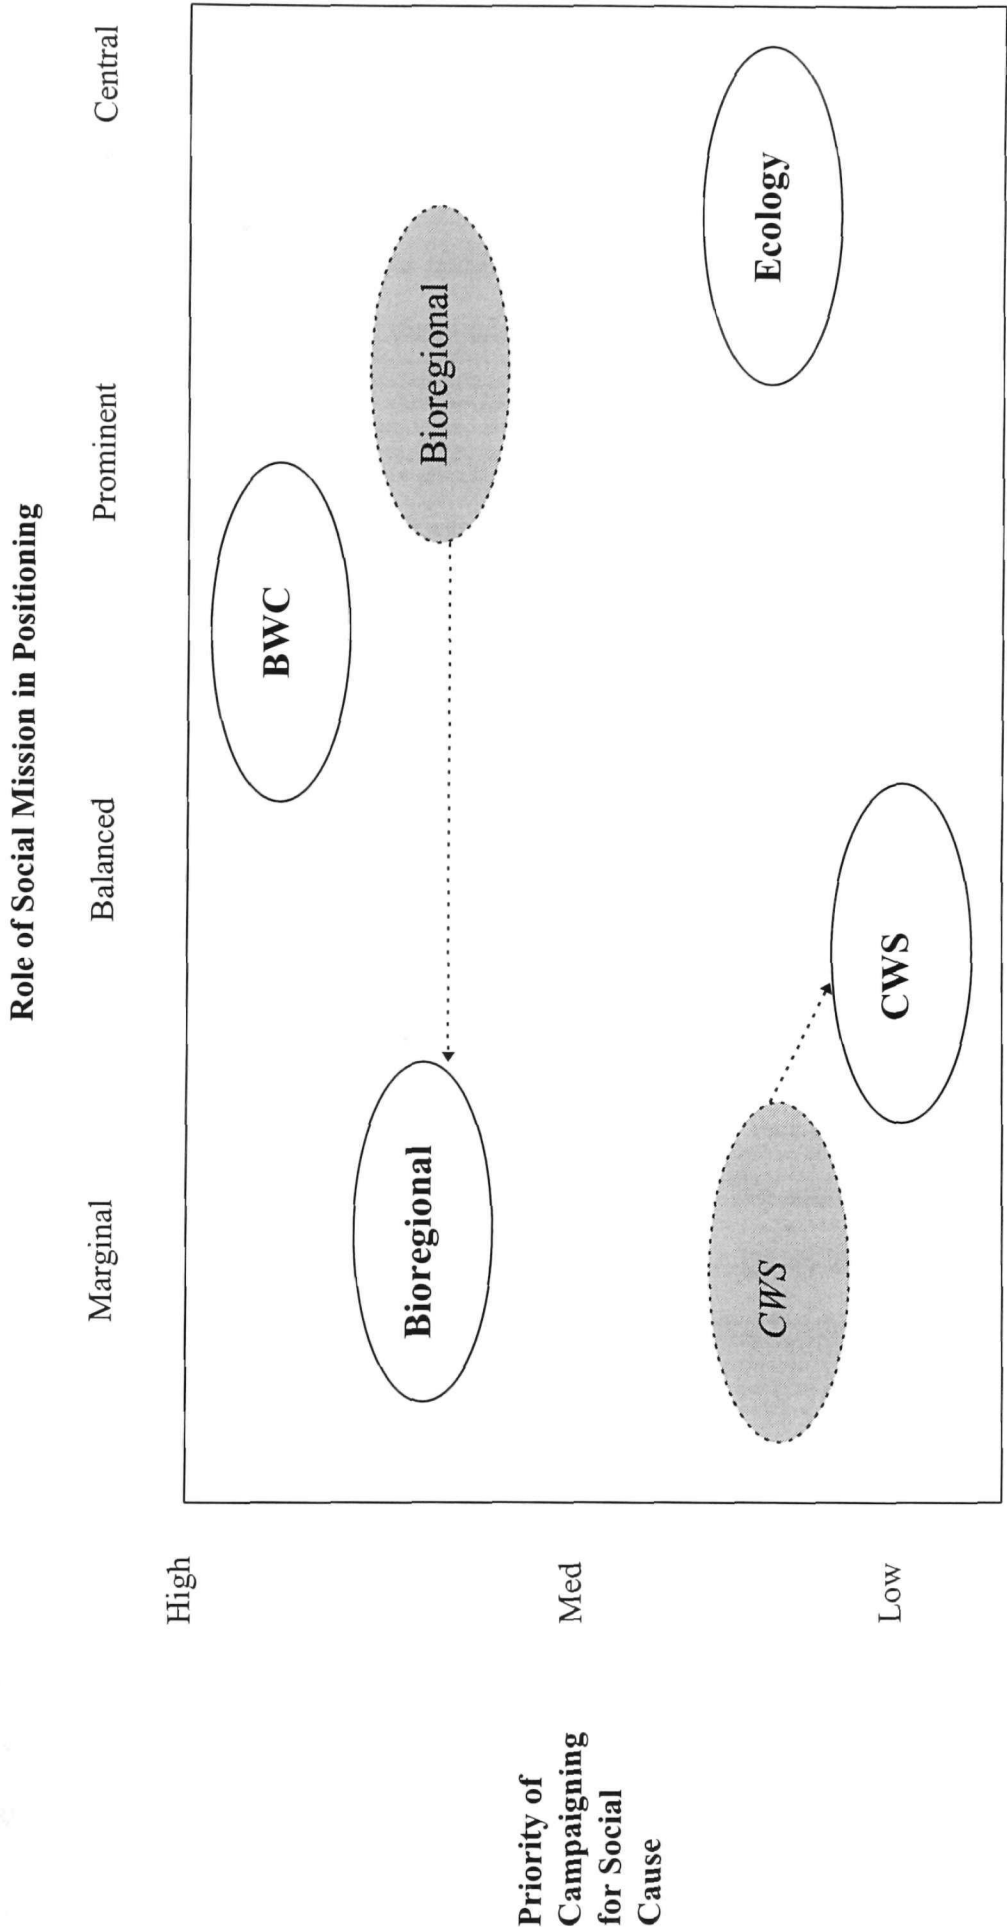 Role of Social Mission in Positioning
Marginal Balanced Prominent Central
Priority of
Campaigning
for Social
Cause
High
Med
Low
BWC
Bioregional
Bioregional
CWS
Ecology
CWS